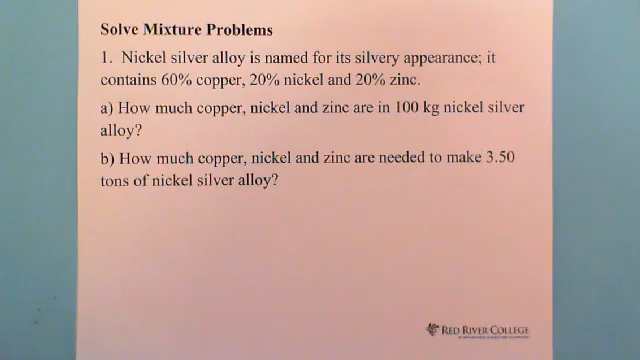 Solve Mixture Problems
1. Nickel silver alloy is named for its silvery appearance; it
contains 60% copper, 20% nickel and 20% zinc.
a) How much copper, nickel and zinc are in 100 kg nickel silver
alloy?
b) How much copper, nickel and zinc are needed to make 3.50
tons of nickel silver alloy?
RED RIVER COLLEGE